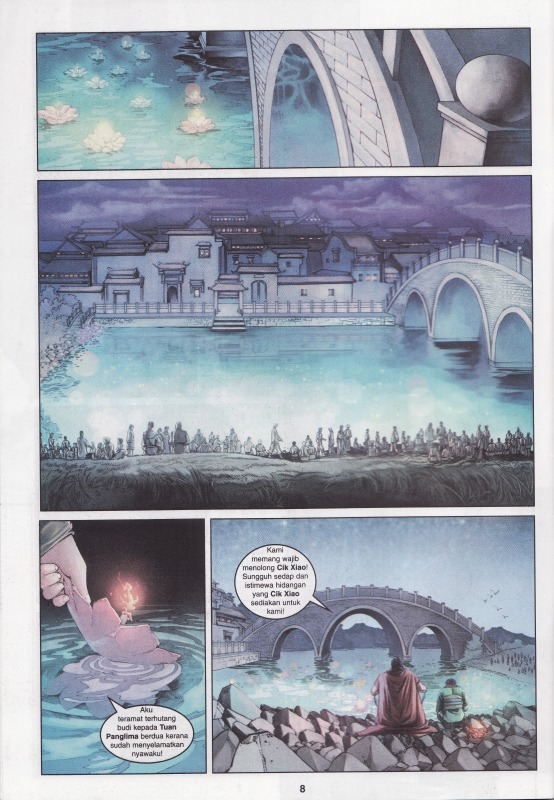 Aku
teramat terhutang
budi kepada Tuan
Panglima berdua kerana
sudah menyelamatkan
nyawaku!
Kami
memang wajib
menolong Cik Xiao!
Sungguh sedap dan
istimewa hidangan
yang Cik Xiao
sediakan untuk
kami!
8